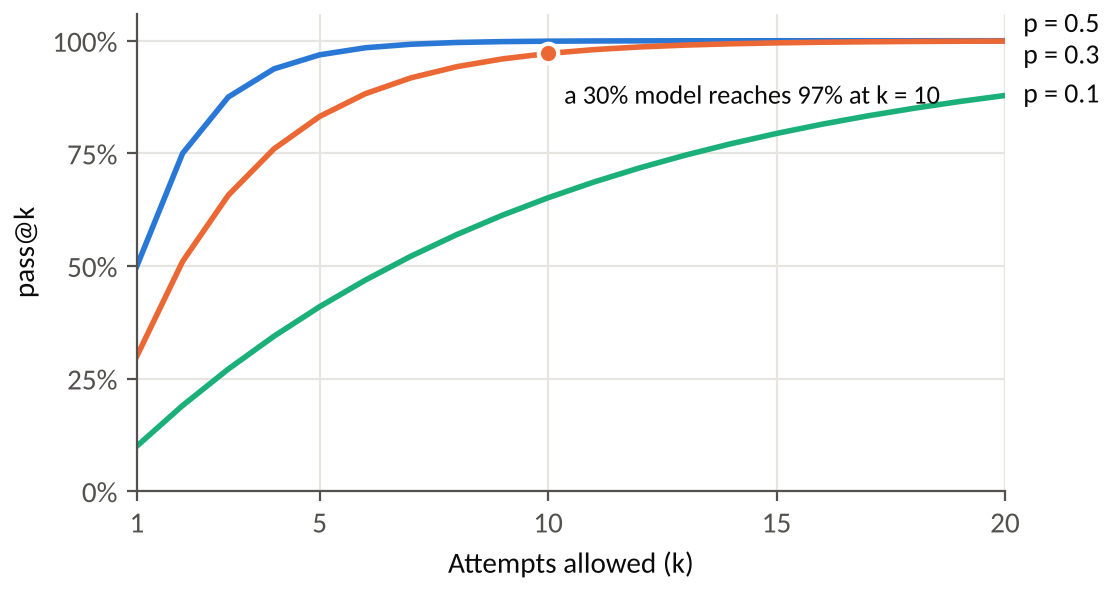 p = 0.5
100%
p = 0.3
a 30% model reaches 97% at k = 10
p = 0.1
75%
pass@k
50%
25%
0%
1 5 10 15 20
Attempts allowed (k)